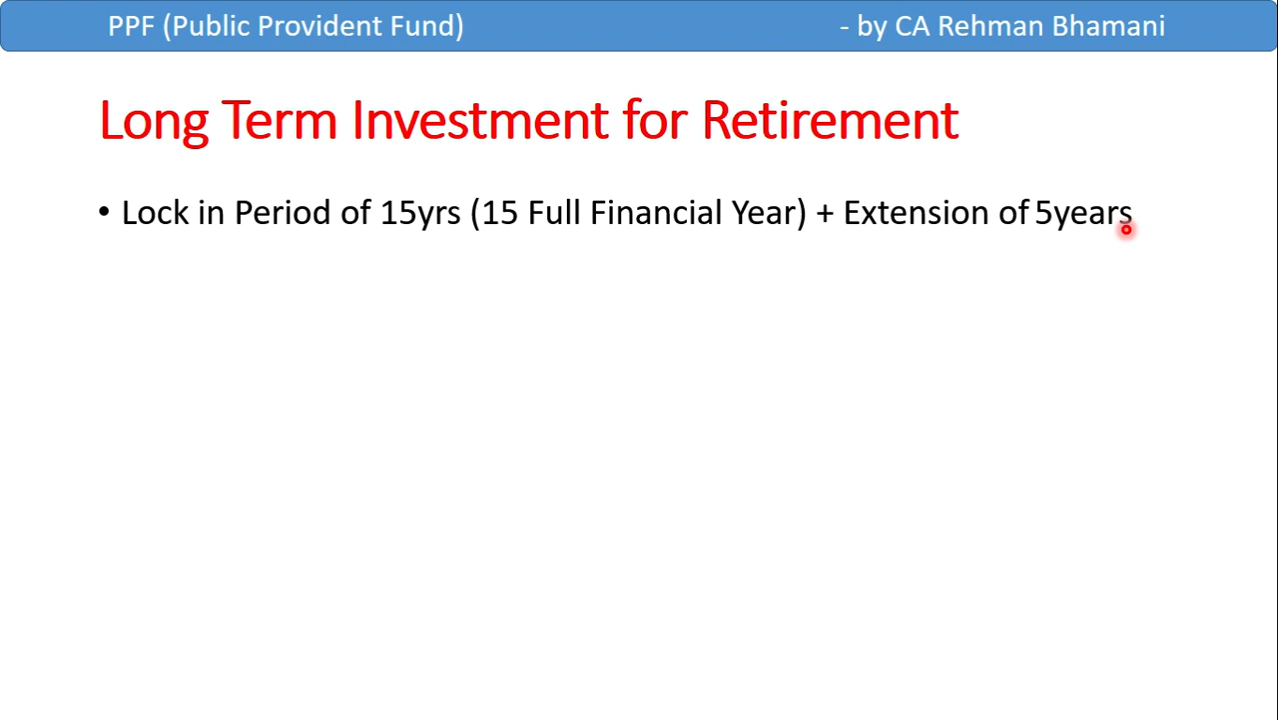 PPF (Public Provident Fund) - by CA Rehman Bhamani
Long Term Investment for Retirement
• Lock in Period of 15yrs (15 Full Financial Year) + Extension of 5years